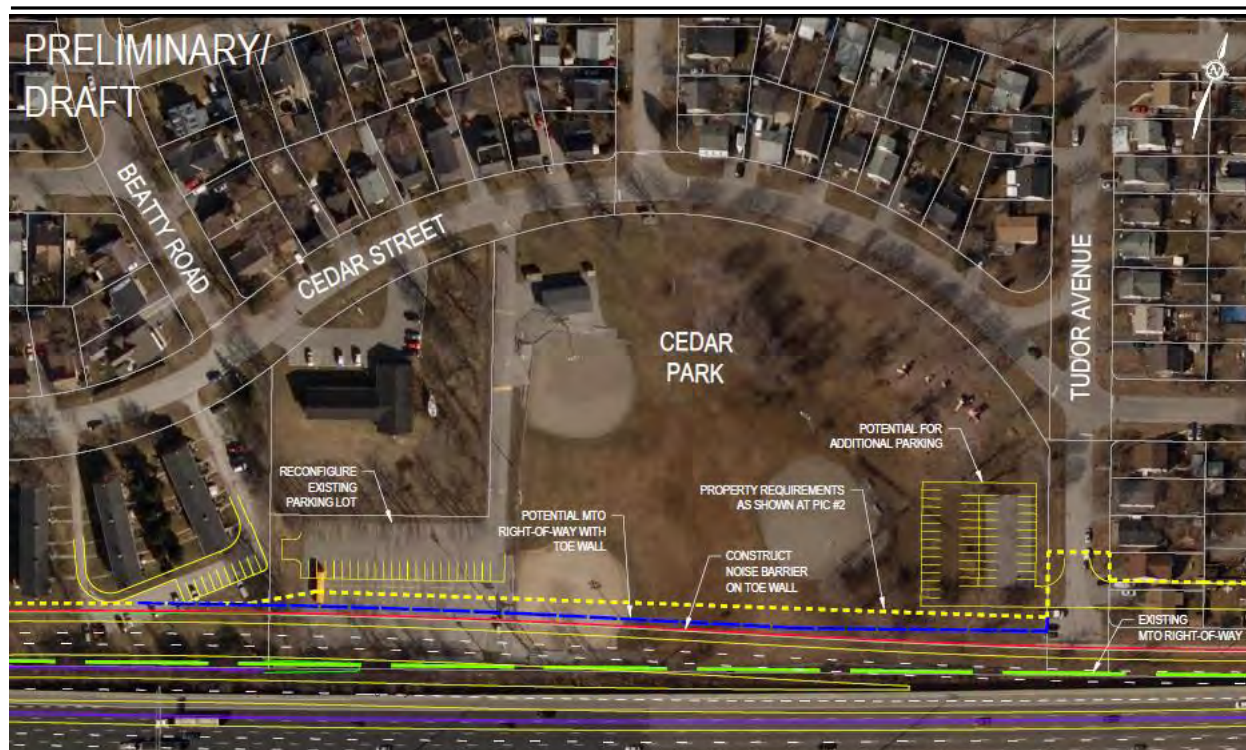 PRELIMINARY/
DRAFT
N
BEATTY ROAD
CEDAR STREET
CEDAR
PARK
TUDOR AVENUE
POTENTIAL FOR
ADDITIONAL PARKING
RECONFIGURE
EXISTING
PARKING LOT
PROPERTY REQUIREMENTS
AS SHOWN AT PIC #2
POTENTIAL MTO
RIGHT-OF-WAY WITH
TOE WALL
CONSTRUCT
NOISE BARRIER
ON TOE WALL
EXISTING
MTO RIGHT-OF-WAY